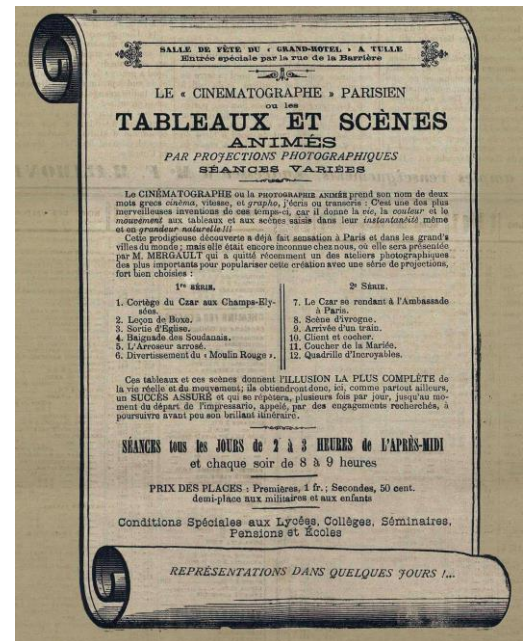 SALLE DE FÊTE DU « GRAND-HOTEL » A TULLE
Entrée spéciale par la rue de la Barrière
LE « CINEMATOGRAPHE » PARISIEN
ou les
TABLEAUX ET SCÈNES
ANIMÉS
PAR PROJECTIONS PHOTOGRAPHIQUES
SÉANCES VARIÉES
Le CINÉMATOGRAPHE ou la PHOTOGRAPHIE ANIMÉE prend son nom de deux
mots grecs cinéma, vitesse, et grapho, j'écris ou transcris : C'est une des plus
merveilleuses inventions de ces temps-ci, car il donne la vie, la couleur et le
mouvement aux tableaux et aux scènes saisis dans leur instantanéité même
et en grandeur naturelle !!!
Cette prodigieuse découverte a déjà fait sensation à Paris et dans les grand's
villes du monde ; mais elle était encore inconnue chez nous, où elle sera présentée
par M. MERGAULT qui a quitté récemment un des ateliers photographiques
des plus importants pour populariser cette création avec une série de projections,
fort bien choisies :
1re SÉRIE.
1. Cortège du Czar aux Champs-Ely-
sées.
2. Leçon de Boxe.
3. Sortie d'Eglise.
4. Baignade des Soudanais.
5. L'Arroseur arrosé.
6. Divertissement du « Moulin Rouge ».
2e SÉRIE.
7. Le Czar se rendant à l'Ambassade
à Paris.
8. Scène d'ivrogne.
9. Arrivée d'un train.
10. Client et cocher.
11. Coucher de la Mariée.
12. Quadrille d'Incroyables.
Ces tableaux et ces scènes donnent l'ILLUSION LA PLUS COMPLÈTE de
la vie réelle et du mouvement; ils obtiendront donc, ici, comme partout ailleurs,
un SUCCÈS ASSURÉ et qui se répètera, plusieurs fois par jour, jusqu'au mo-
ment du départ de l'impressario, appelé, par des engagements recherchés, à
poursuivre avant peu son brillant itinéraire.
SÉANCES tous les JOURS de 2 à 3 HEURES de L'APRÈS-MIDI
et chaque soir de 8 à 9 heures
PRIX DES PLACES : Premières, 1 fr. ; Secondes, 50 cent.
demi-place aux militaires et aux enfants
Conditions Spéciales aux Lycées, Collèges, Séminaires,
Pensions et Écoles
REPRÉSENTATIONS DANS QUELQUES JOURS !...